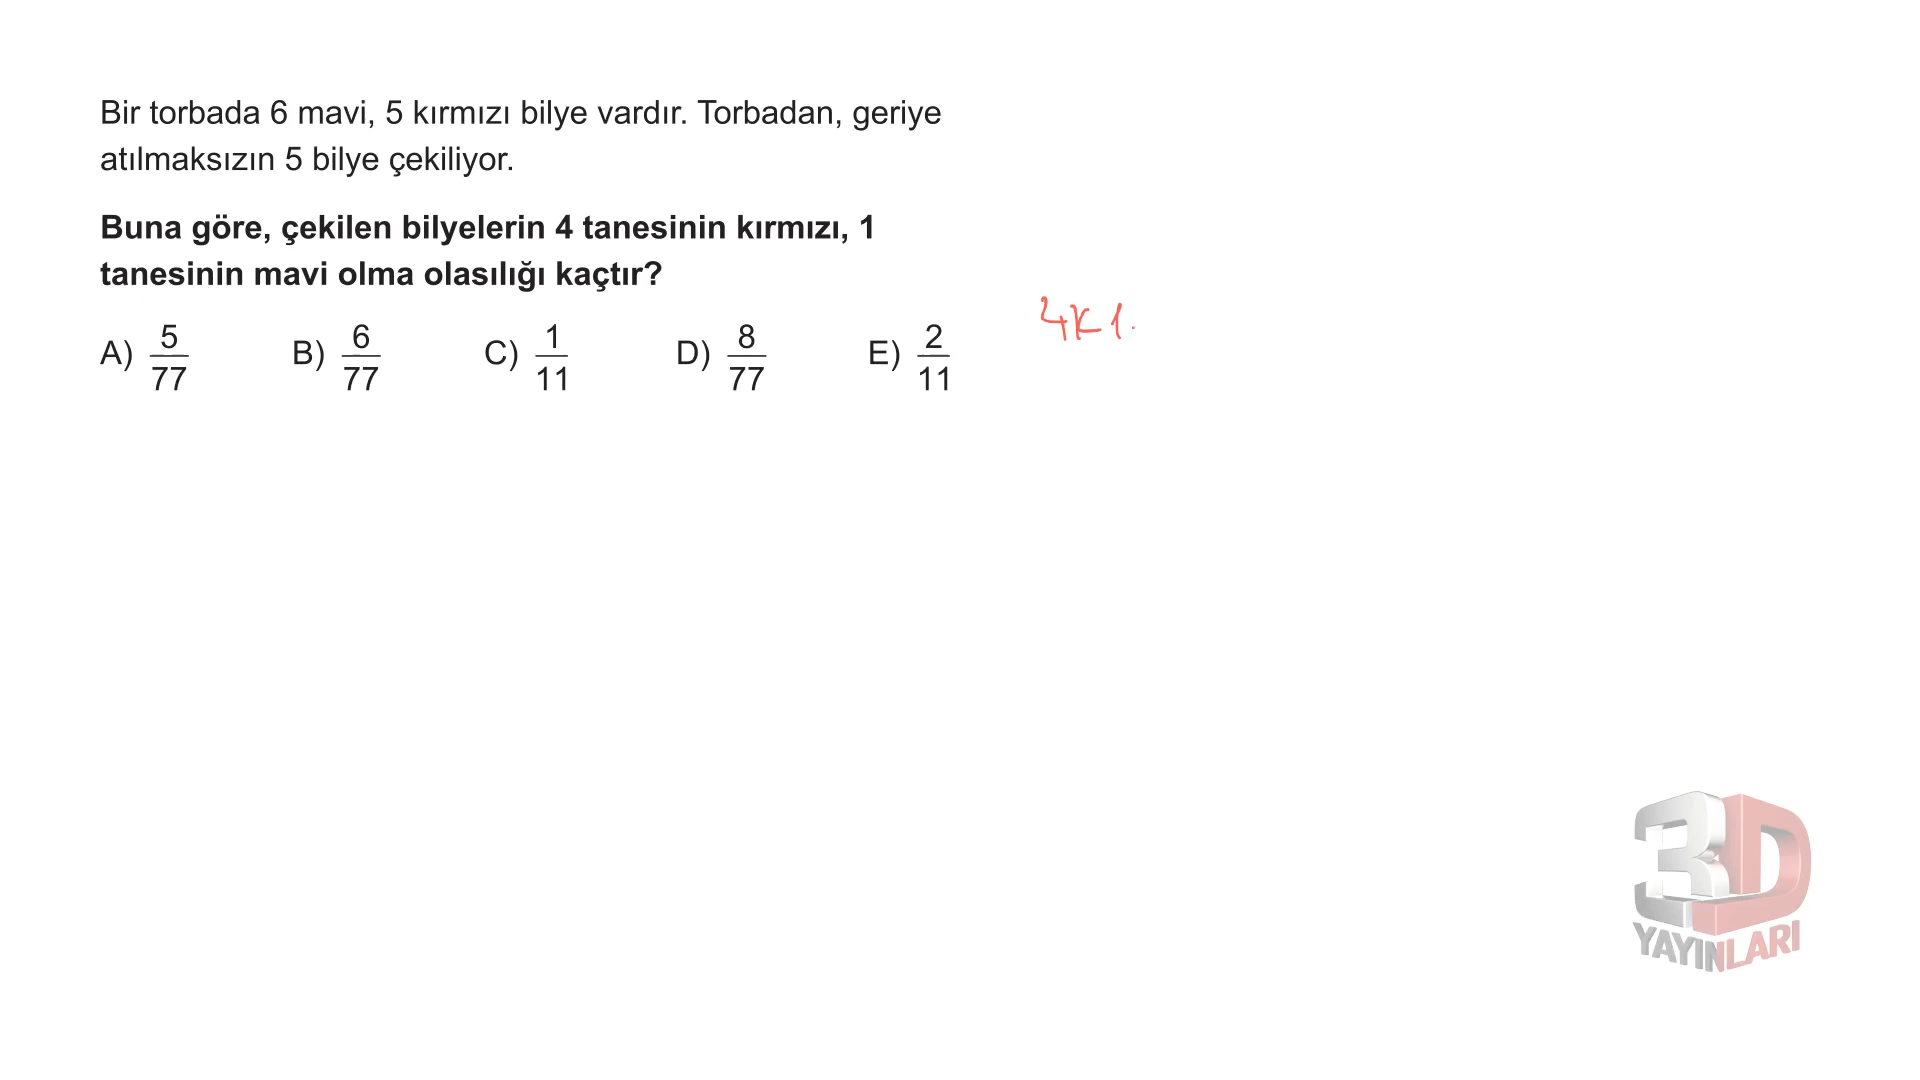 Bir torbada 6 mavi, 5 kırmızı bilye vardır. Torbadan, geriye
atılmaksızın 5 bilye çekiliyor.
Buna göre, çekilen bilyelerin 4 tanesinin kırmızı, 1
tanesinin mavi olma olasılığı kaçtır?
A) 5/77 B) 6/77 C) 1/11 D) 8/77 E) 2/11
4K 1.
3D
YAYINLARI